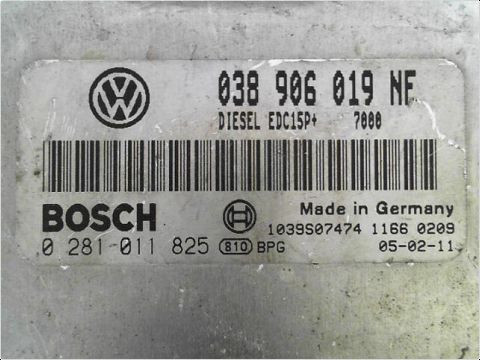 038 906 019 NF
DIESEL EDC15P+ 7000
BOSCH
Made in Germany
1039S07474 1166 0209
0 281-011 825 810 BPG 05-02-11